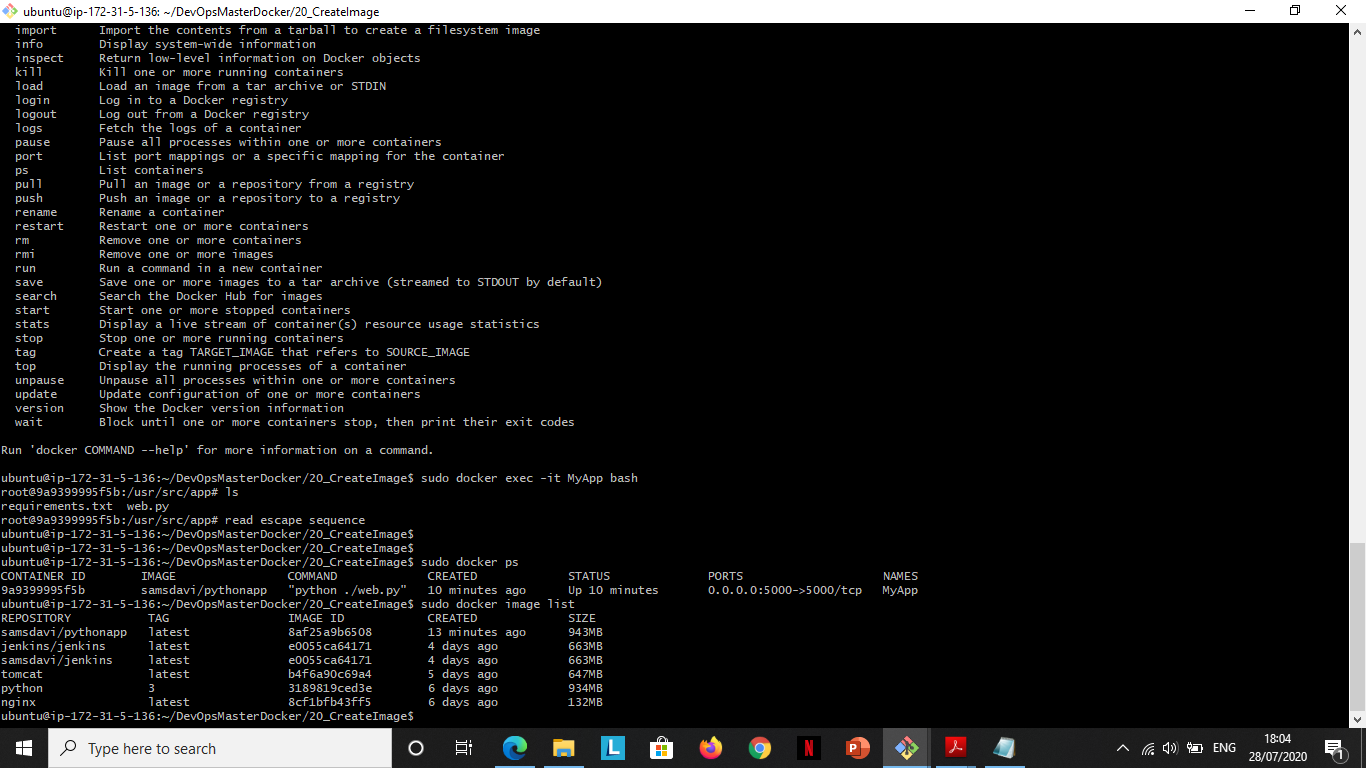 ubuntu@ip-172-31-5-136: ~/DevOpsMasterDocker/20_CreateImage
import      Import the contents from a tarball to create a filesystem image
info        Display system-wide information
inspect     Return low-level information on Docker objects
kill        Kill one or more running containers
load        Load an image from a tar archive or STDIN
login       Log in to a Docker registry
logout      Log out from a Docker registry
logs        Fetch the logs of a container
pause       Pause all processes within one or more containers
port        List port mappings or a specific mapping for the container
ps          List containers
pull        Pull an image or a repository from a registry
push        Push an image or a repository to a registry
rename      Rename a container
restart     Restart one or more containers
rm          Remove one or more containers
rmi         Remove one or more images
run         Run a command in a new container
save        Save one or more images to a tar archive (streamed to STDOUT by default)
search      Search the Docker Hub for images
start       Start one or more stopped containers
stats       Display a live stream of container(s) resource usage statistics
stop        Stop one or more running containers
tag         Create a tag TARGET_IMAGE that refers to SOURCE_IMAGE
top         Display the running processes of a container
unpause     Unpause all processes within one or more containers
update      Update configuration of one or more containers
version     Show the Docker version information
wait        Block until one or more containers stop, then print their exit codes
Run 'docker COMMAND --help' for more information on a command.
ubuntu@ip-172-31-5-136:~/DevOpsMasterDocker/20_CreateImage$ sudo docker exec -it MyApp bash
root@9a9399995f5b:/usr/src/app# ls
requirements.txt  web.py
root@9a9399995f5b:/usr/src/app# read escape sequence
ubuntu@ip-172-31-5-136:~/DevOpsMasterDocker/20_CreateImage$
ubuntu@ip-172-31-5-136:~/DevOpsMasterDocker/20_CreateImage$
ubuntu@ip-172-31-5-136:~/DevOpsMasterDocker/20_CreateImage$ sudo docker ps
CONTAINER ID        IMAGE                COMMAND             CREATED             STATUS              PORTS                    NAMES
9a9399995f5b        samsdavi/pythonapp   "python ./web.py"   10 minutes ago      Up 10 minutes       0.0.0.0:5000->5000/tcp   MyApp
ubuntu@ip-172-31-5-136:~/DevOpsMasterDocker/20_CreateImage$ sudo docker image list
REPOSITORY           TAG                 IMAGE ID            CREATED             SIZE
samsdavi/pythonapp   latest              8af25a9b6508        13 minutes ago      943MB
jenkins/jenkins      latest              e0055ca64171        4 days ago          663MB
samsdavi/jenkins     latest              e0055ca64171        4 days ago          663MB
tomcat               latest              b4f6a90c69a4        5 days ago          647MB
python               3                   3189819ced3e        6 days ago          934MB
nginx                latest              8cf1bfb43ff5        6 days ago          132MB
ubuntu@ip-172-31-5-136:~/DevOpsMasterDocker/20_CreateImage$
Type here to search
L
N
P
ENG
18:04
28/07/2020
1